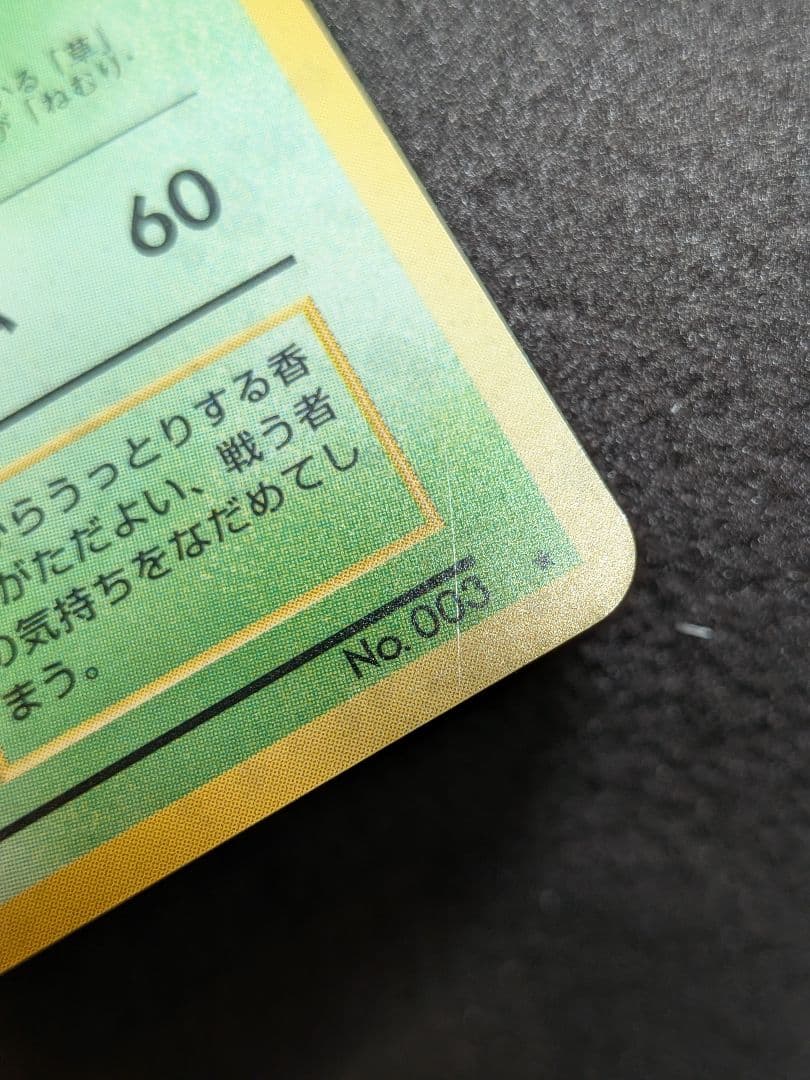 いる「草」
「ねむり」
60
からうっとりする香
がただよい、戦う者
の気持ちをなだめてし
まう。
No. 003
★